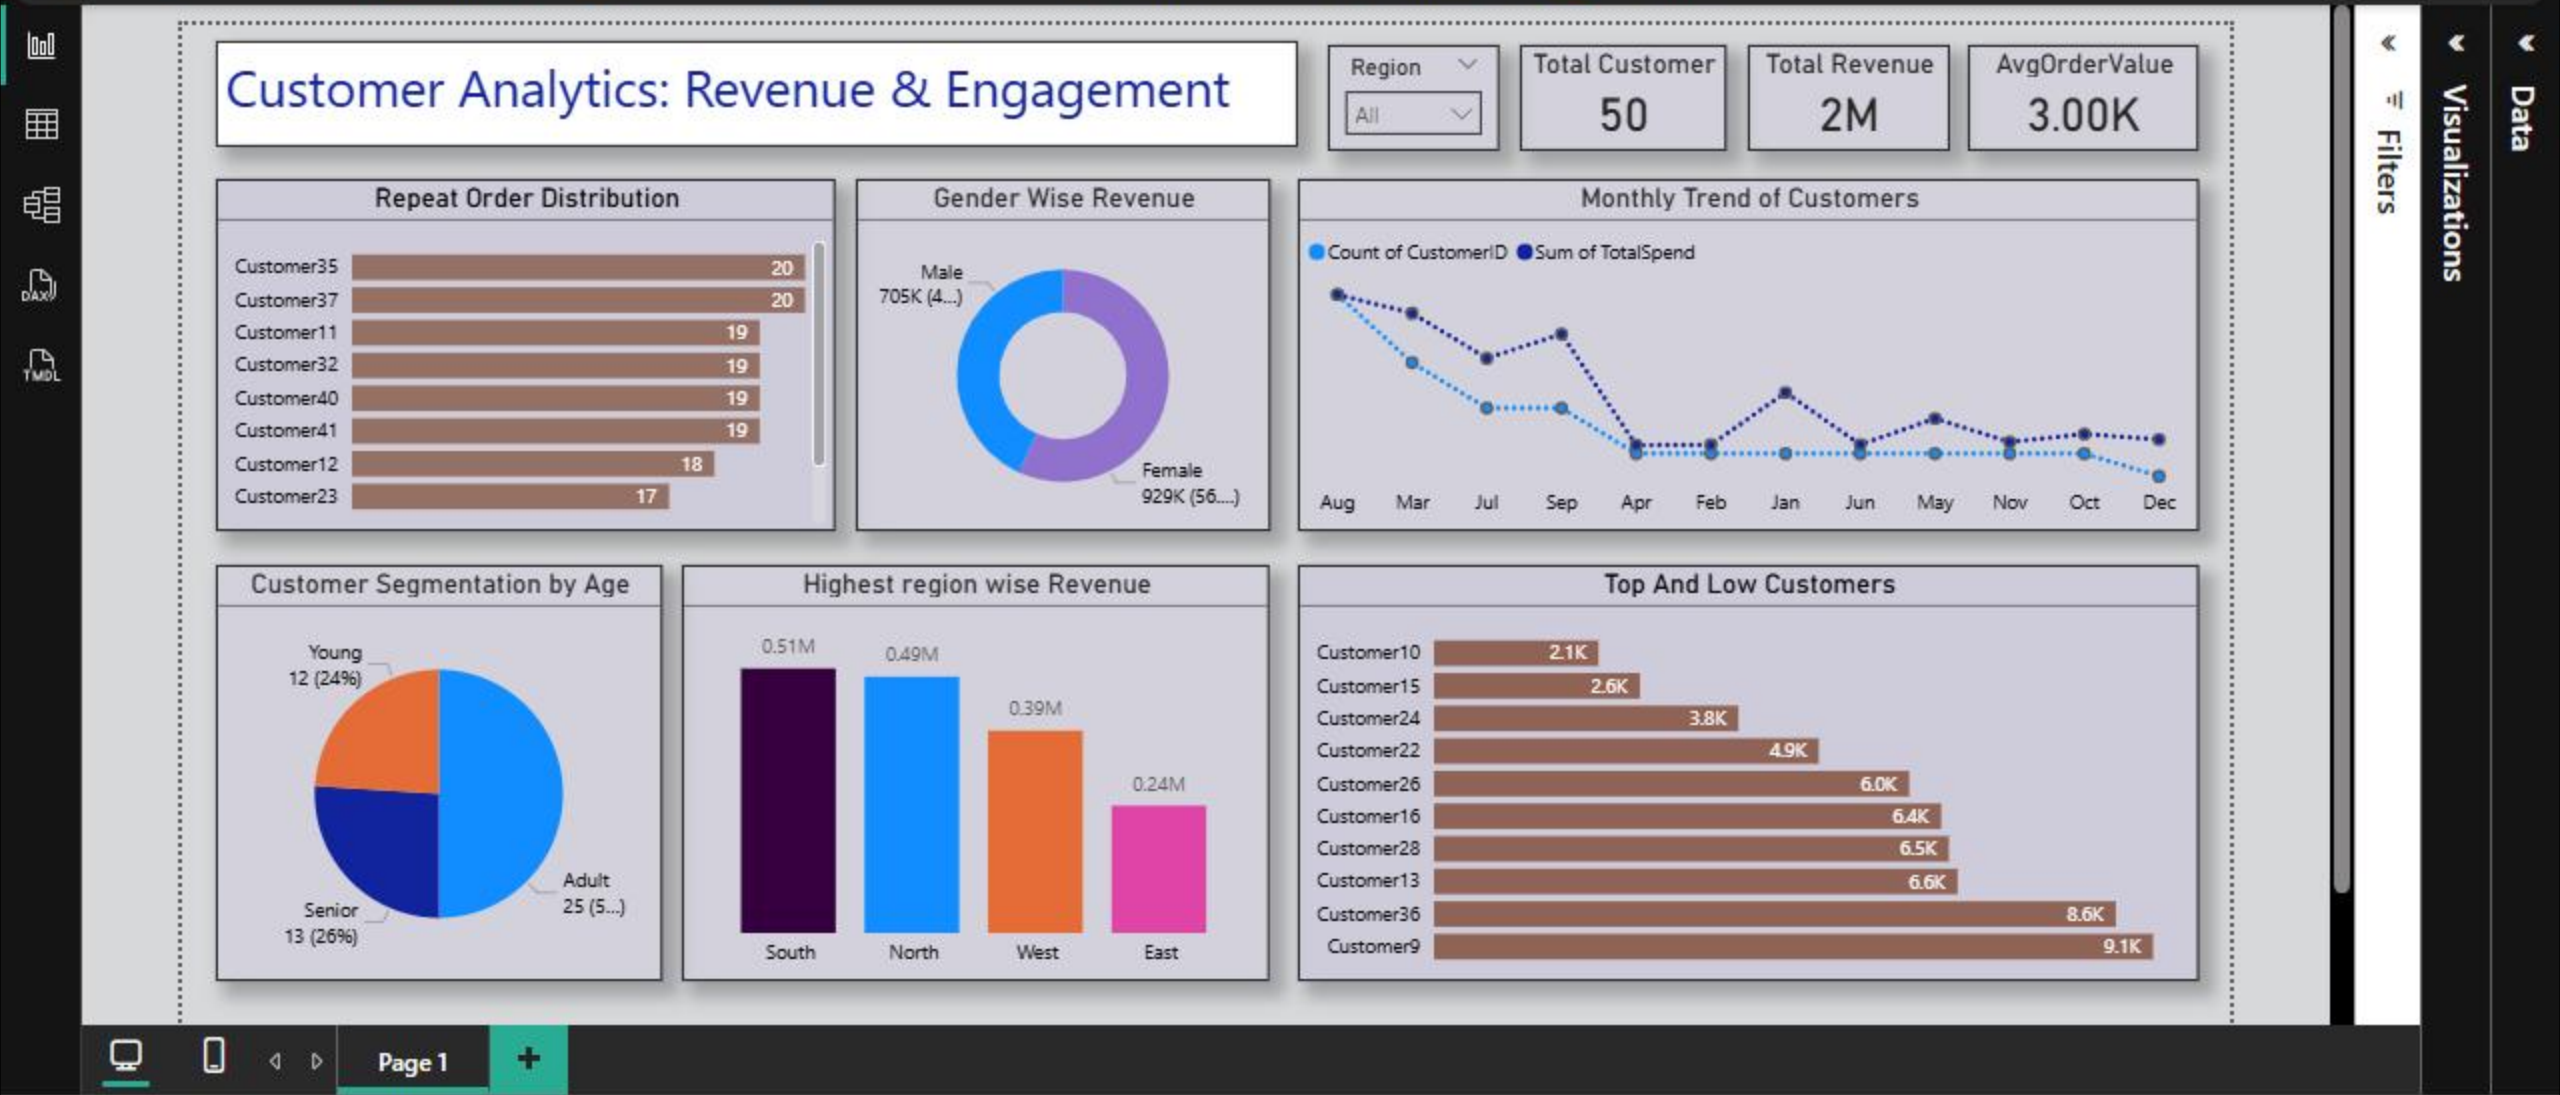 Customer Analytics: Revenue & Engagement
Region
All
Total Customer
50
Total Revenue
2M
AvgOrderValue
3.00K
Repeat Order Distribution
Customer35 20
Customer37 20
Customer11 19
Customer32 19
Customer40 19
Customer41 19
Customer12 18
Customer23 17
Gender Wise Revenue
Male
705K (4...)
Female
929K (56....)
Monthly Trend of Customers
Count of CustomerID Sum of TotalSpend
Aug Mar Jul Sep Apr Feb Jan Jun May Nov Oct Dec
Customer Segmentation by Age
Young
12 (24%)
Adult
25 (5...)
Senior
13 (26%)
Highest region wise Revenue
0.51M
0.49M
0.39M
0.24M
South North West East
Top And Low Customers
Customer10 2.1K
Customer15 2.6K
Customer24 3.8K
Customer22 4.9K
Customer26 6.0K
Customer16 6.4K
Customer28 6.5K
Customer13 6.6K
Customer36 8.6K
Customer9 9.1K
Filters
Visualizations
Data
DAX
TMDL
Page 1